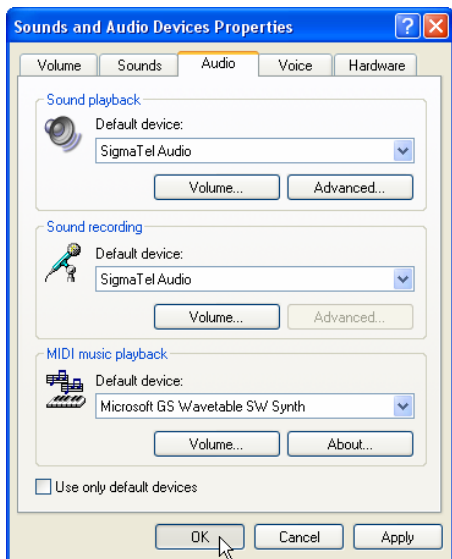 Sounds and Audio Devices Properties
Volume Sounds Audio Voice Hardware
Sound playback
Default device:
SigmaTel Audio
Volume... Advanced...
Sound recording
Default device:
SigmaTel Audio
Volume... Advanced...
MIDI music playback
Default device:
Microsoft GS Wavetable SW Synth
Volume... About...
Use only default devices
OK Cancel Apply